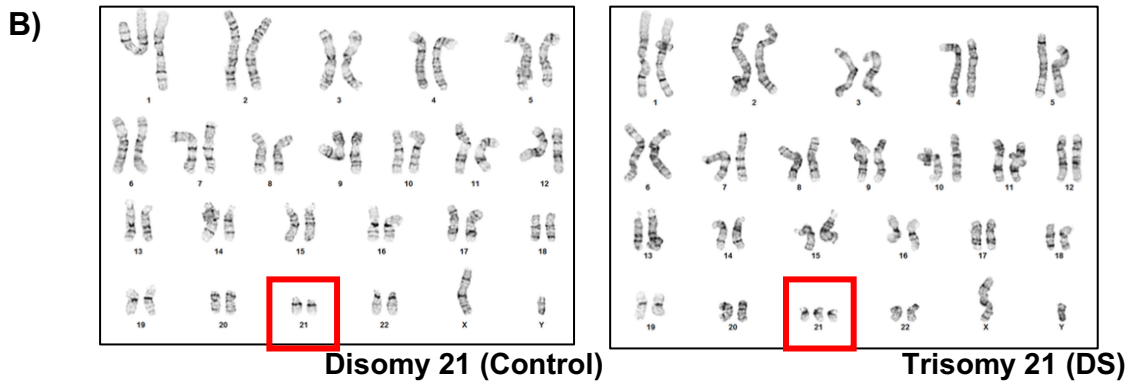 B)
1 2 3 4 5
6 7 8 9 10 11 12
13 14 15 16 17 18
19 20 21 22 X Y
Disomy 21 (Control)
1 2 3 4 5
6 7 8 9 10 11 12
13 14 15 16 17 18
19 20 21 22 X Y
Trisomy 21 (DS)